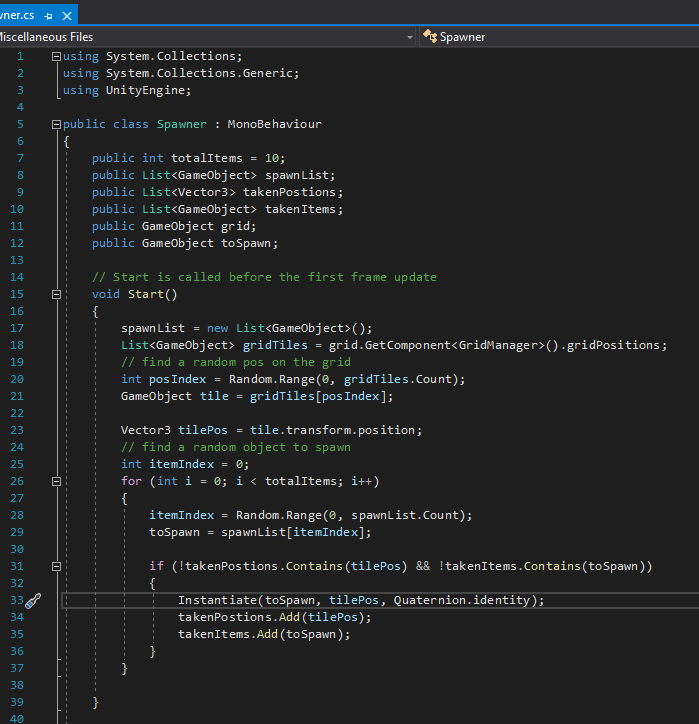 wner.cs
Miscellaneous Files Spawner
1 using System.Collections;
2 using System.Collections.Generic;
3 using UnityEngine;
4
5 public class Spawner : MonoBehaviour
6 {
7 public int totalItems = 10;
8 public List<GameObject> spawnList;
9 public List<Vector3> takenPostions;
10 public List<GameObject> takenItems;
11 public GameObject grid;
12 public GameObject toSpawn;
13
14 // Start is called before the first frame update
15 void Start()
16 {
17 spawnList = new List<GameObject>();
18 List<GameObject> gridTiles = grid.GetComponent<GridManager>().gridPositions;
19 // find a random pos on the grid
20 int posIndex = Random.Range(0, gridTiles.Count);
21 GameObject tile = gridTiles[posIndex];
22
23 Vector3 tilePos = tile.transform.position;
24 // find a random object to spawn
25 int itemIndex = 0;
26 for (int i = 0; i < totalItems; i++)
27 {
28 itemIndex = Random.Range(0, spawnList.Count);
29 toSpawn = spawnList[itemIndex];
30
31 if (!takenPostions.Contains(tilePos) && !takenItems.Contains(toSpawn))
32 {
33 Instantiate(toSpawn, tilePos, Quaternion.identity);
34 takenPostions.Add(tilePos);
35 takenItems.Add(toSpawn);
36 }
37 }
38
39 }
40